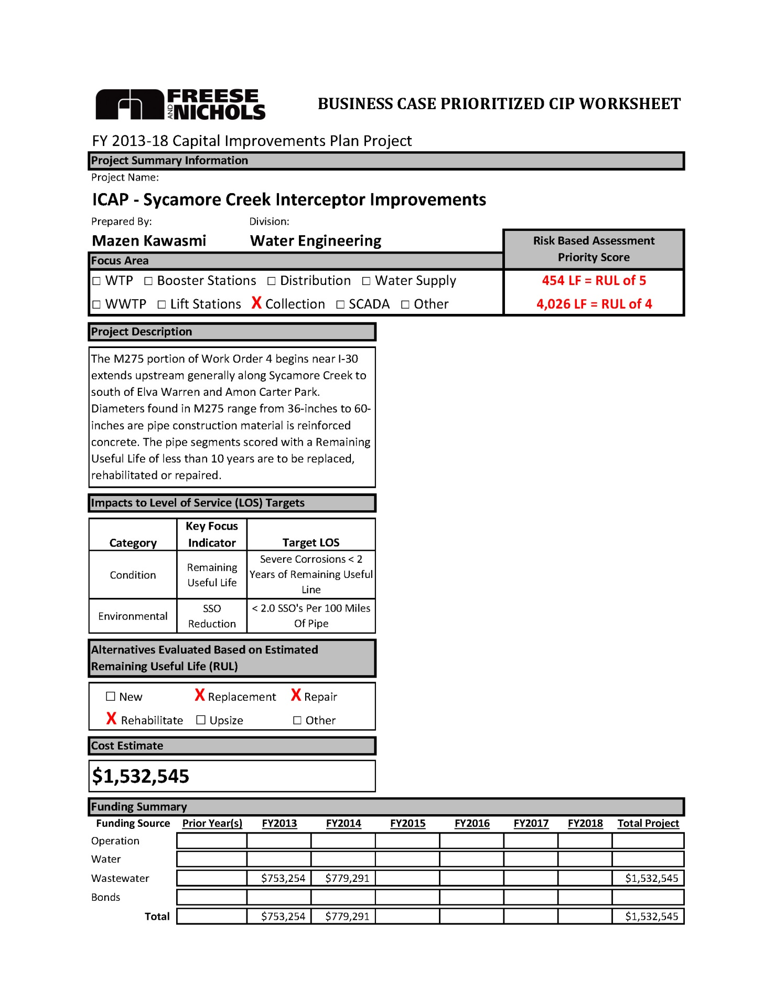 FREESE
AND
NICHOLS
BUSINESS CASE PRIORITIZED CIP WORKSHEET
FY 2013-18 Capital Improvements Plan Project
Project Summary Information
Project Name:
ICAP - Sycamore Creek Interceptor Improvements
Prepared By: Division:
Mazen Kawasmi Water Engineering
Risk Based Assessment
Priority Score
Focus Area
☐ WTP ☐ Booster Stations ☐ Distribution ☐ Water Supply
454 LF = RUL of 5
☐ WWTP ☐ Lift Stations X Collection ☐ SCADA ☐ Other
4,026 LF = RUL of 4
Project Description
The M275 portion of Work Order 4 begins near I-30
extends upstream generally along Sycamore Creek to
south of Elva Warren and Amon Carter Park.
Diameters found in M275 range from 36-inches to 60-
inches are pipe construction material is reinforced
concrete. The pipe segments scored with a Remaining
Useful Life of less than 10 years are to be replaced,
rehabilitated or repaired.
Impacts to Level of Service (LOS) Targets
Category
Key Focus
Indicator
Target LOS
Condition
Remaining
Useful Life
Severe Corrosions < 2
Years of Remaining Useful
Line
Environmental
SSO
Reduction
< 2.0 SSO's Per 100 Miles
Of Pipe
Alternatives Evaluated Based on Estimated
Remaining Useful Life (RUL)
☐ New X Replacement X Repair
X Rehabilitate ☐ Upsize ☐ Other
Cost Estimate
$1,532,545
Funding Summary
Funding Source Prior Year(s) FY2013 FY2014 FY2015 FY2016 FY2017 FY2018 Total Project
Operation
Water
Wastewater $753,254 $779,291 $1,532,545
Bonds
Total $753,254 $779,291 $1,532,545